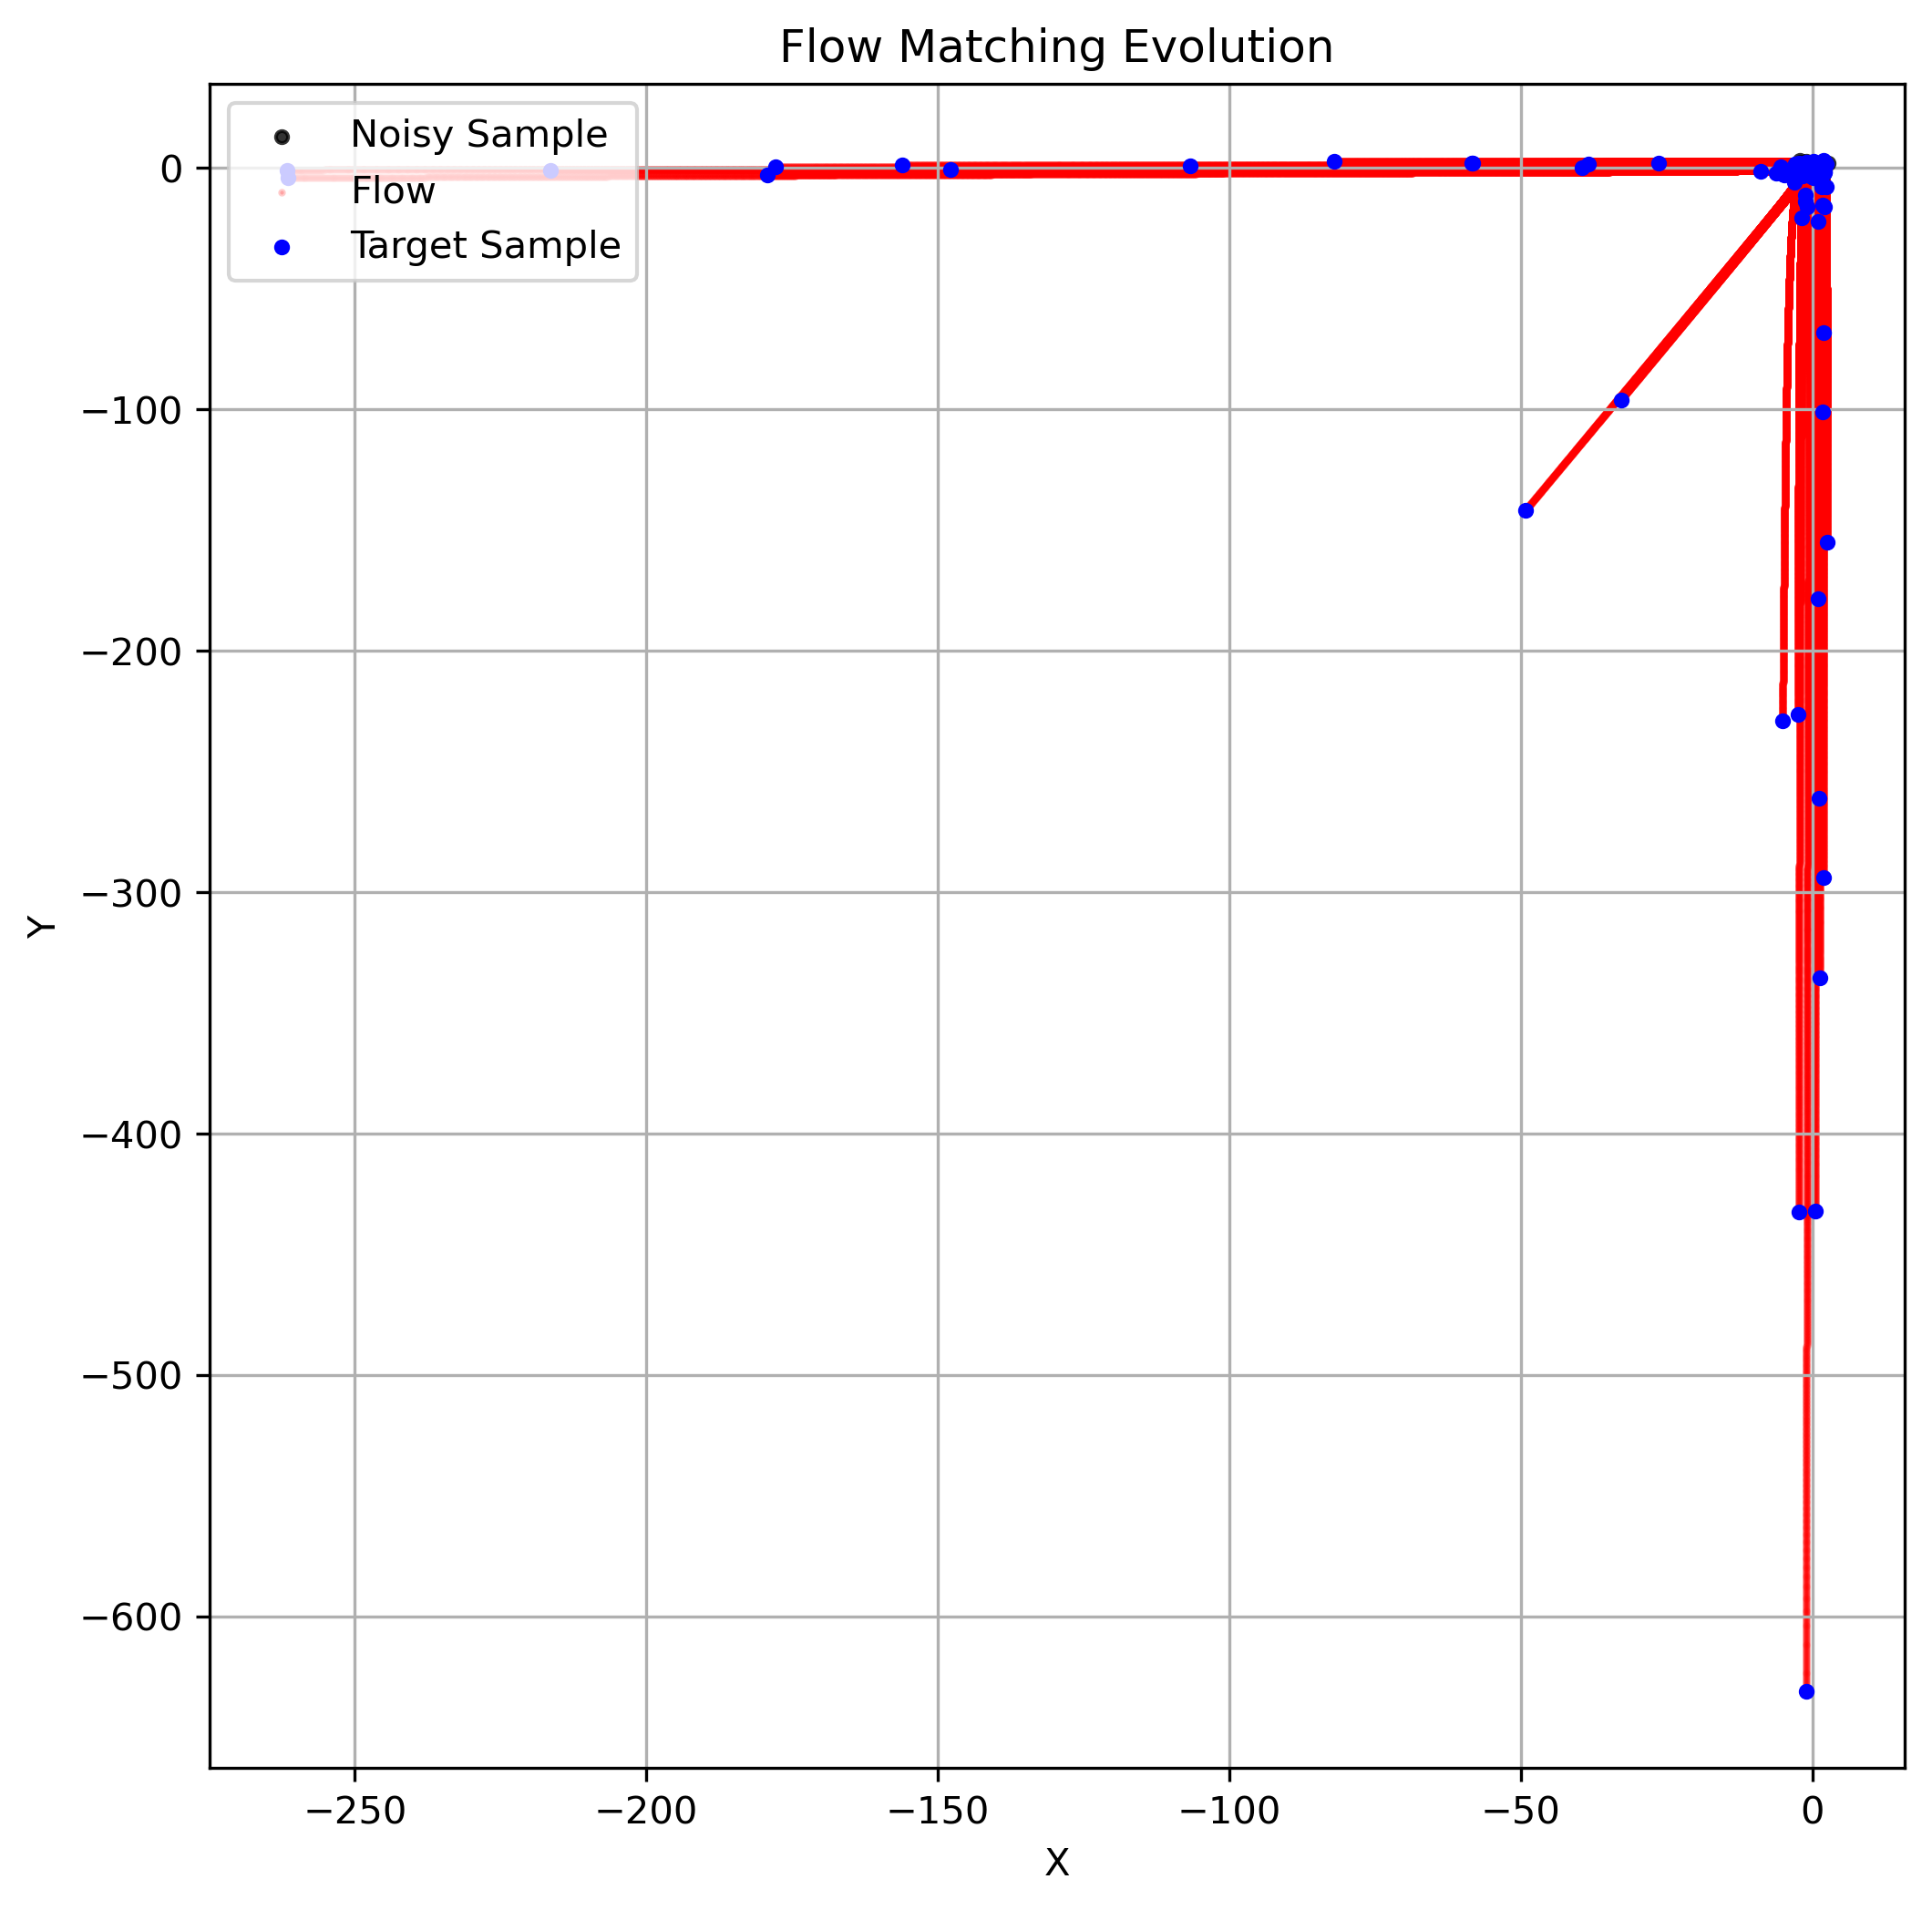 Flow Matching Evolution
Noisy Sample
Flow
Target Sample
0
−100
−200
−300
−400
−500
−600
Y
−250
−200
−150
−100
−50
0
X